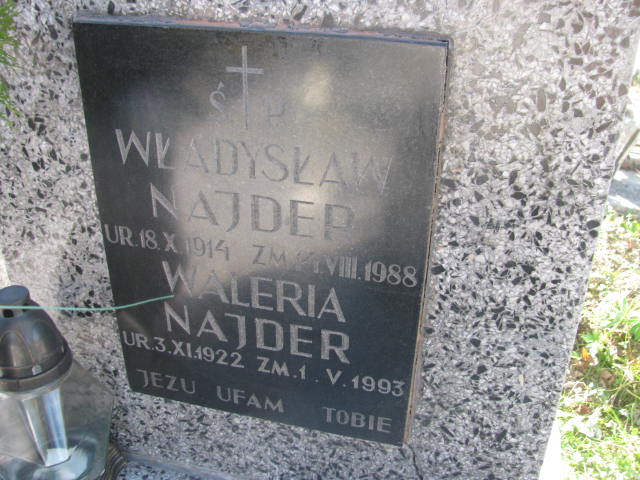 Ś P
WŁADYSŁAW
NAJDER
UR. 18. X. 1914 ZM. 14. VIII. 1988
WALERIA
NAJDER
UR. 3. XI. 1922 ZM. 1. V. 1993
JEZU UFAM TOBIE